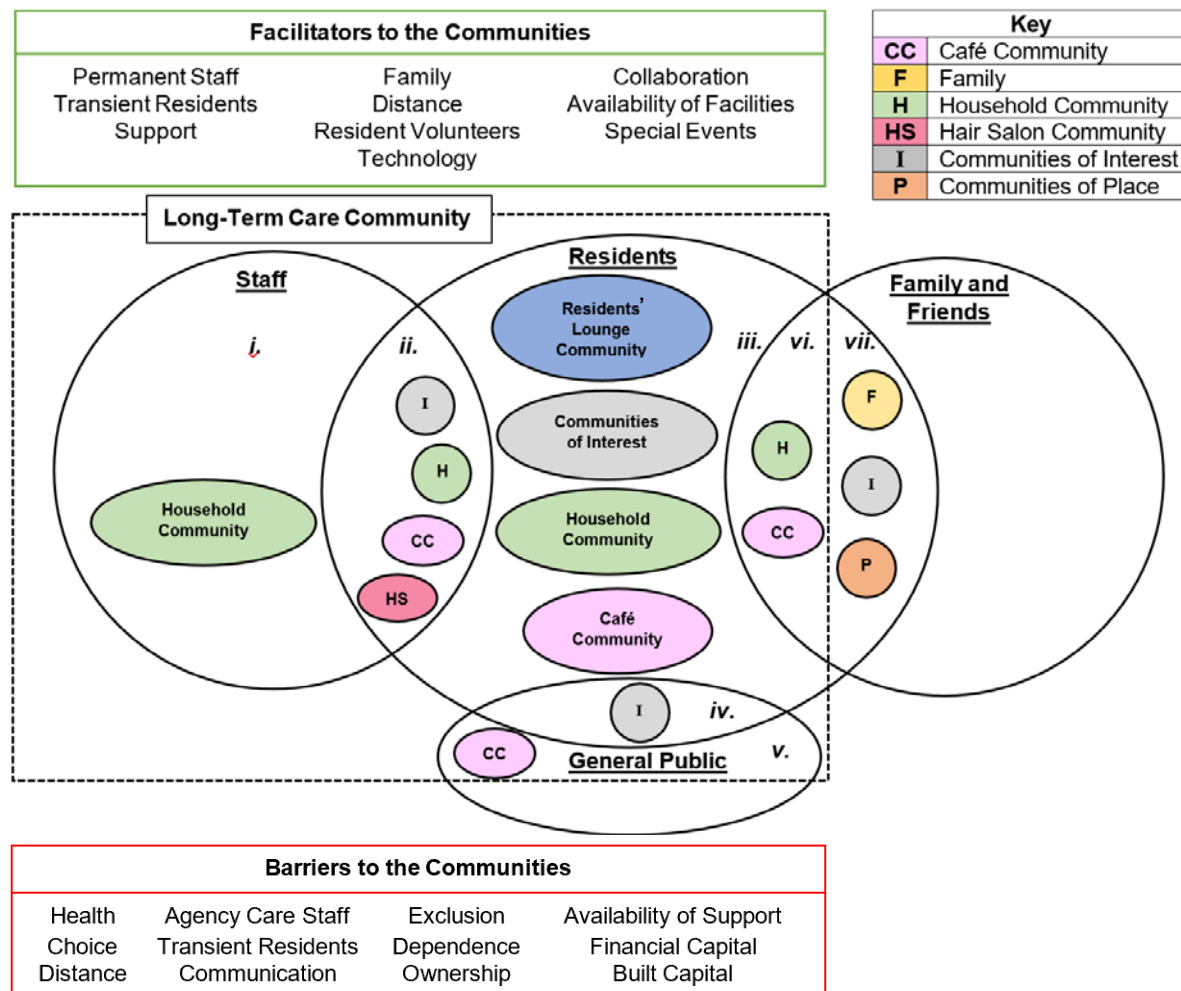 Facilitators to the Communities
Permanent Staff
Transient Residents
Support
Family
Distance
Resident Volunteers
Technology
Collaboration
Availability of Facilities
Special Events
Key
CC Café Community
F Family
H Household Community
HS Hair Salon Community
I Communities of Interest
P Communities of Place
Long-Term Care Community
Staff
i.
Household
Community
ii.
I
H
CC
HS
Residents
Residents’
Lounge
Community
Communities
of Interest
Household
Community
Café
Community
iii.
vi.
H
CC
vii.
F
I
P
Family and
Friends
I
iv.
CC
General Public
v.
Barriers to the Communities
Health
Choice
Distance
Agency Care Staff
Transient Residents
Communication
Exclusion
Dependence
Ownership
Availability of Support
Financial Capital
Built Capital